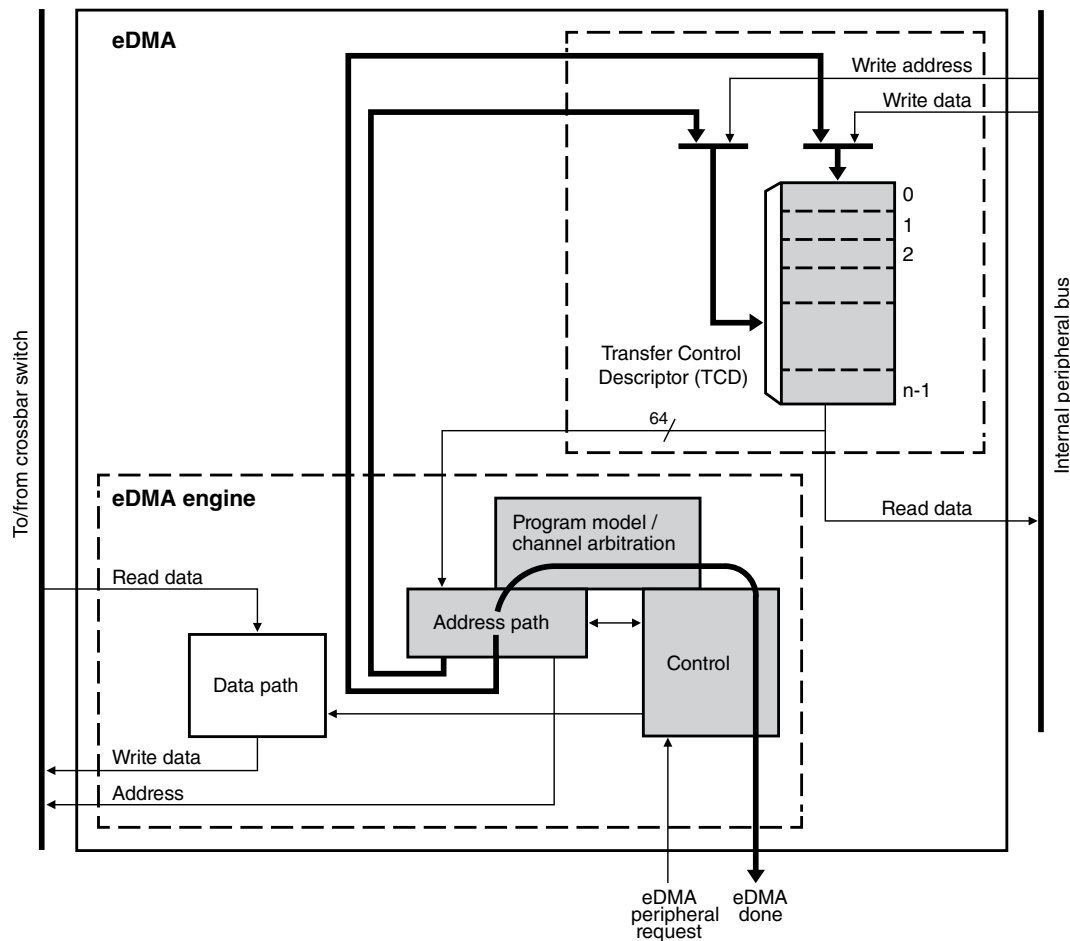 eDMA
Write address
Write data
0
1
2
Transfer Control
Descriptor (TCD)
n-1
64
To/from crossbar switch
Internal peripheral bus
eDMA engine
Program model /
channel arbitration
Read data
Read data
Address path
Control
Data path
Write data
Address
eDMA
peripheral
request
eDMA
done